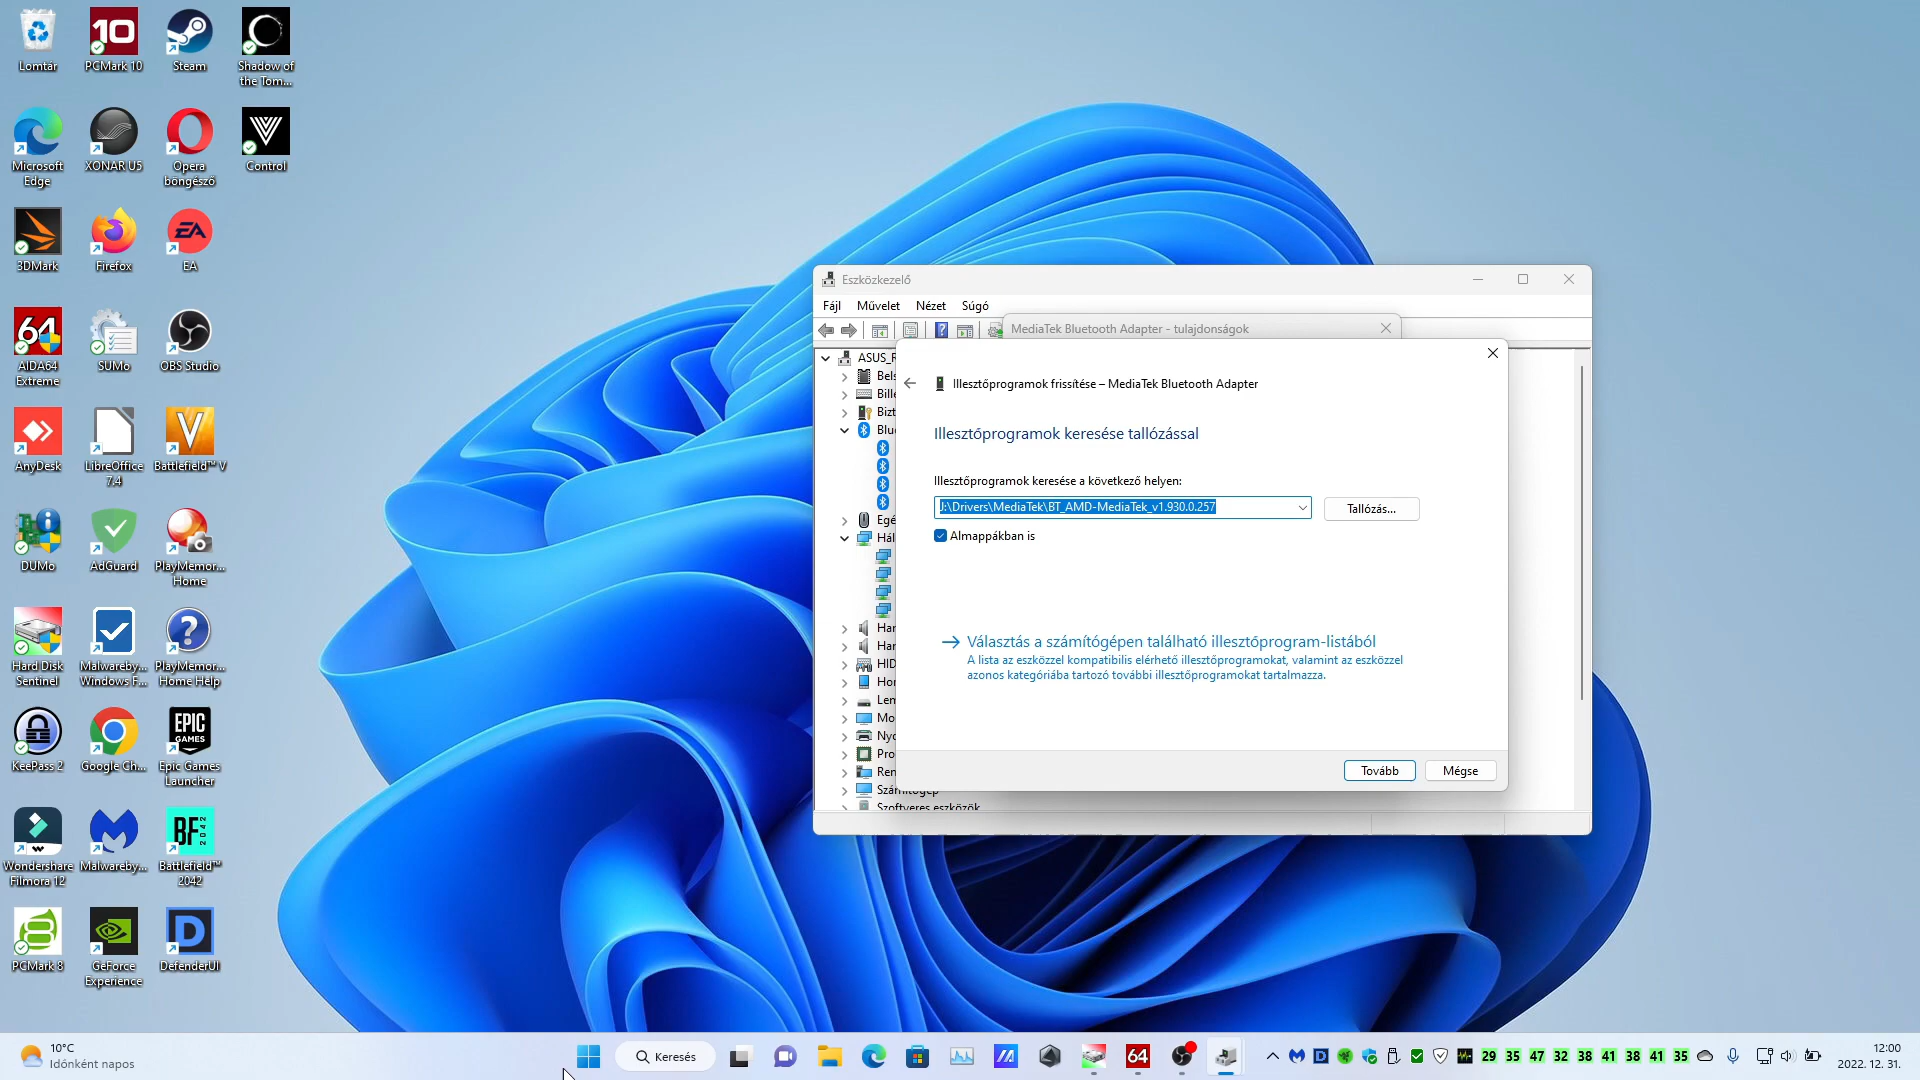 Lomtár
PCMark 10
Steam
Shadow of
the Tom...
Microsoft
Edge
XONAR U5
Opera
böngésző
Control
3DMark
Firefox
EA
AIDA64
Extreme
SUMo
OBS Studio
AnyDesk
LibreOffice
7.4
Battlefield™ V
DUMo
AdGuard
PlayMemor...
Home
Hard Disk
Sentinel
Malwareby...
Windows F...
PlayMemor...
Home Help
KeePass 2
Google Ch...
Epic Games
Launcher
Wondershare
Filmora 12
Malwareby...
Battlefield™
2042
PCMark 8
GeForce
Experience
DefenderUI
Eszközkezelő
Fájl Művelet Nézet Súgó
MediaTek Bluetooth Adapter - tulajdonságok
ASUS_R
Bels
Bille
Bizt
Blu
Egé
Hál
Har
Har
HID
Hor
Len
Mo
Nyo
Pro
Ren
Számítógép
Szoftveres eszközök
Illesztőprogramok frissítése – MediaTek Bluetooth Adapter
Illesztőprogramok keresése tallózással
Illesztőprogramok keresése a következő helyen:
J:\Drivers\MediaTek\BT_AMD-MediaTek_v1.930.0.257
Tallózás...
Almappákban is
Választás a számítógépen található illesztőprogram-listából
A lista az eszközzel kompatibilis elérhető illesztőprogramokat, valamint az eszközzel
azonos kategóriába tartozó további illesztőprogramokat tartalmazza.
Tovább Mégse
10°C
Időnként napos
Keresés
64
29 35 47 32 38 41 38 41 35
12:00
2022. 12. 31.